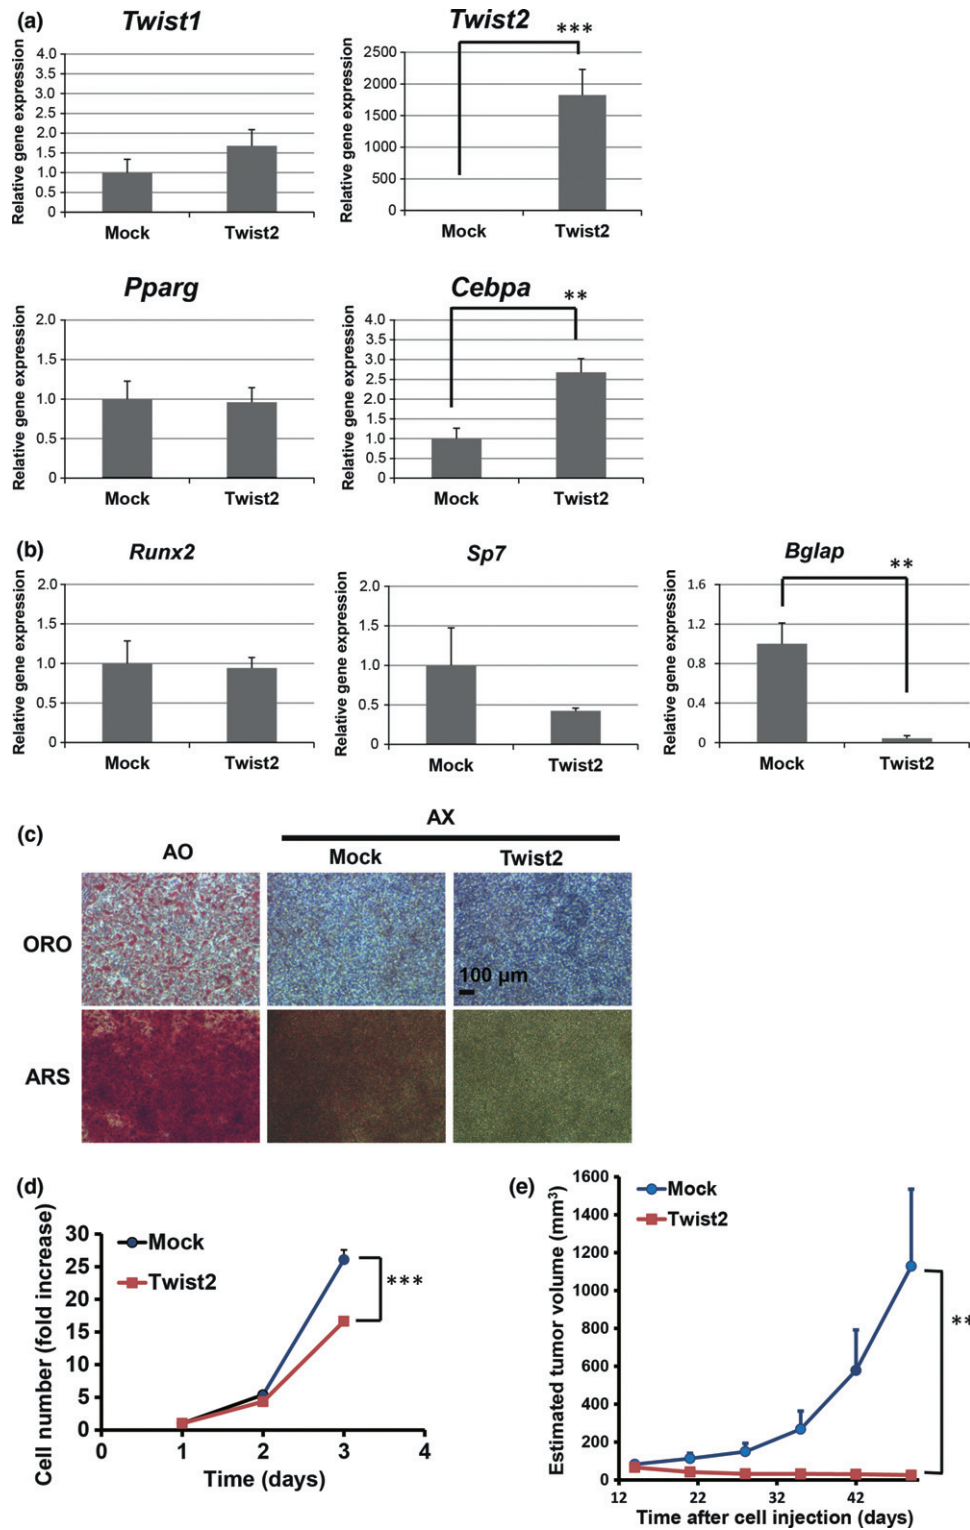 (a)
Twist1
Relative gene expression
4.0
3.5
3.0
2.5
2.0
1.5
1.0
0.5
0
Mock Twist2
Twist2
***
Relative gene expression
2500
2000
1500
1000
500
0
Mock Twist2
Pparg
Relative gene expression
2.0
1.5
1.0
0.5
0
Mock Twist2
Cebpa
**
Relative gene expression
4.0
3.5
3.0
2.5
2.0
1.5
1.0
0.5
0
Mock Twist2
(b)
Runx2
Relative gene expression
2.0
1.5
1.0
0.5
0
Mock Twist2
Sp7
Relative gene expression
2.0
1.5
1.0
0.5
0
Mock Twist2
Bglap
**
Relative gene expression
1.6
1.2
0.8
0.4
0
Mock Twist2
(c)
AX
AO Mock Twist2
ORO
100 µm
ARS
(d)
Mock
Twist2
***
Cell number (fold increase)
30
25
20
15
10
5
0
0 1 2 3 4
Time (days)
(e)
Mock
Twist2
**
Estimated tumor volume (mm³)
1600
1400
1200
1000
800
600
400
200
0
12 22 32 42
Time after cell injection (days)